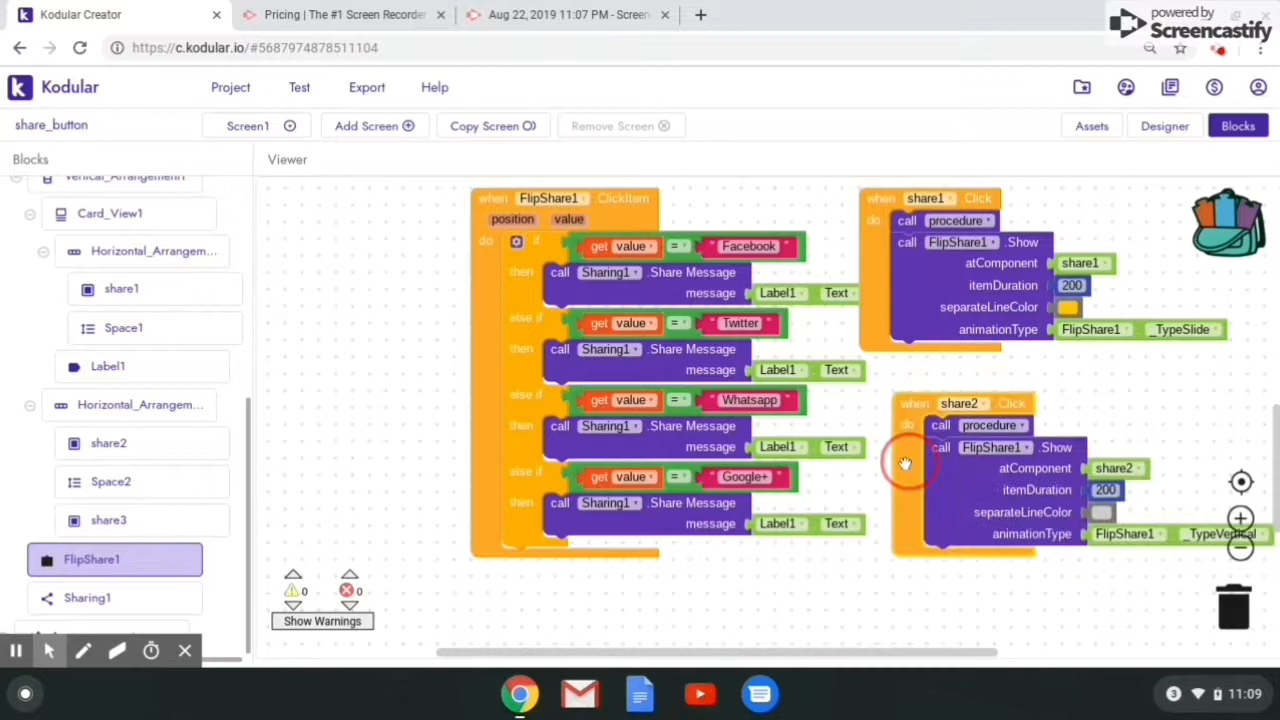 Kodular Creator
Pricing | The #1 Screen Recorder
Aug 22, 2019 11:07 PM - Screen
powered by
Screencastify
https://c.kodular.io/#5687974878511104
Kodular
Project
Test
Export
Help
share_button
Screen1
Add Screen
Copy Screen
Remove Screen
Assets
Designer
Blocks
Blocks
Viewer
Vertical_Arrangement1
Card_View1
Horizontal_Arrangem...
share1
Space1
Label1
Horizontal_Arrangem...
share2
Space2
share3
FlipShare1
Sharing1
when FlipShare1 .ClickItem
position value
do if get value = " Facebook "
then call Sharing1 .Share Message
message Label1 . Text
else if get value = " Twitter "
then call Sharing1 .Share Message
message Label1 . Text
else if get value = " Whatsapp "
then call Sharing1 .Share Message
message Label1 . Text
else if get value = " Google+ "
then call Sharing1 .Share Message
message Label1 . Text
when share1 .Click
do call procedure
call FlipShare1 .Show
atComponent share1
itemDuration 200
separateLineColor
animationType FlipShare1 . _TypeSlide
when share2 .Click
do call procedure
call FlipShare1 .Show
atComponent share2
itemDuration 200
separateLineColor
animationType FlipShare1 . _TypeVertical
0 0
Show Warnings
3 11:09